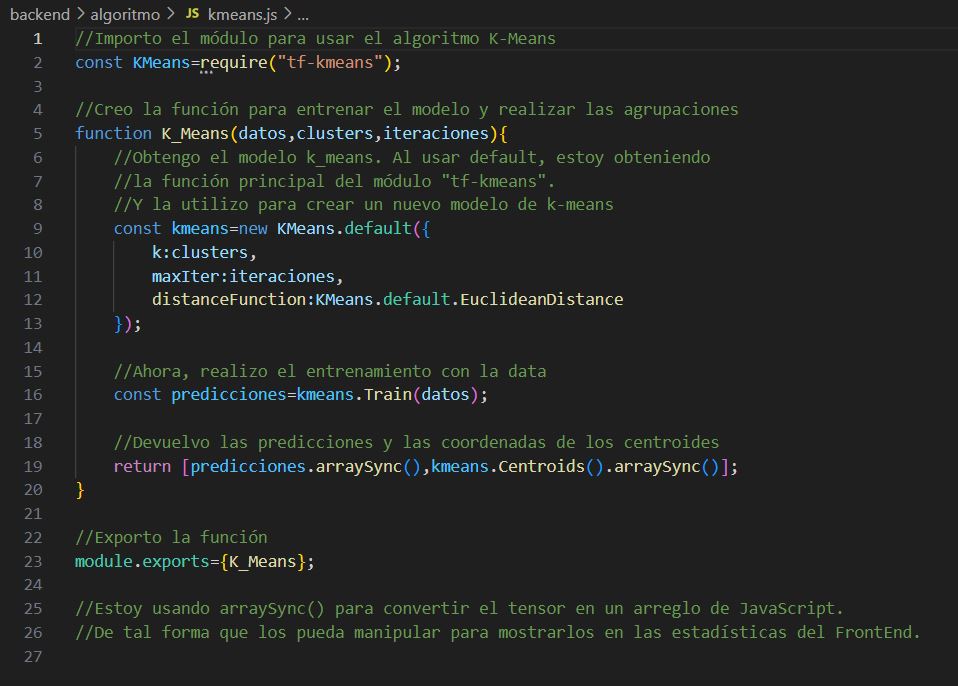 backend > algoritmo > JS kmeans.js > ...
1 //Importo el módulo para usar el algoritmo K-Means
2 const KMeans=require("tf-kmeans");
3
4 //Creo la función para entrenar el modelo y realizar las agrupaciones
5 function K_Means(datos,clusters,iteraciones){
6     //Obtengo el modelo k_means. Al usar default, estoy obteniendo
7     //la función principal del módulo "tf-kmeans".
8     //Y la utilizo para crear un nuevo modelo de k-means
9     const kmeans=new KMeans.default({
10         k:clusters,
11         maxIter:iteraciones,
12         distanceFunction:KMeans.default.EuclideanDistance
13     });
14
15     //Ahora, realizo el entrenamiento con la data
16     const predicciones=kmeans.Train(datos);
17
18     //Devuelvo las predicciones y las coordenadas de los centroides
19     return [predicciones.arraySync(),kmeans.Centroids().arraySync()];
20 }
21
22 //Exporto la función
23 module.exports={K_Means};
24
25 //Estoy usando arraySync() para convertir el tensor en un arreglo de JavaScript.
26 //De tal forma que los pueda manipular para mostrarlos en las estadísticas del FrontEnd.
27